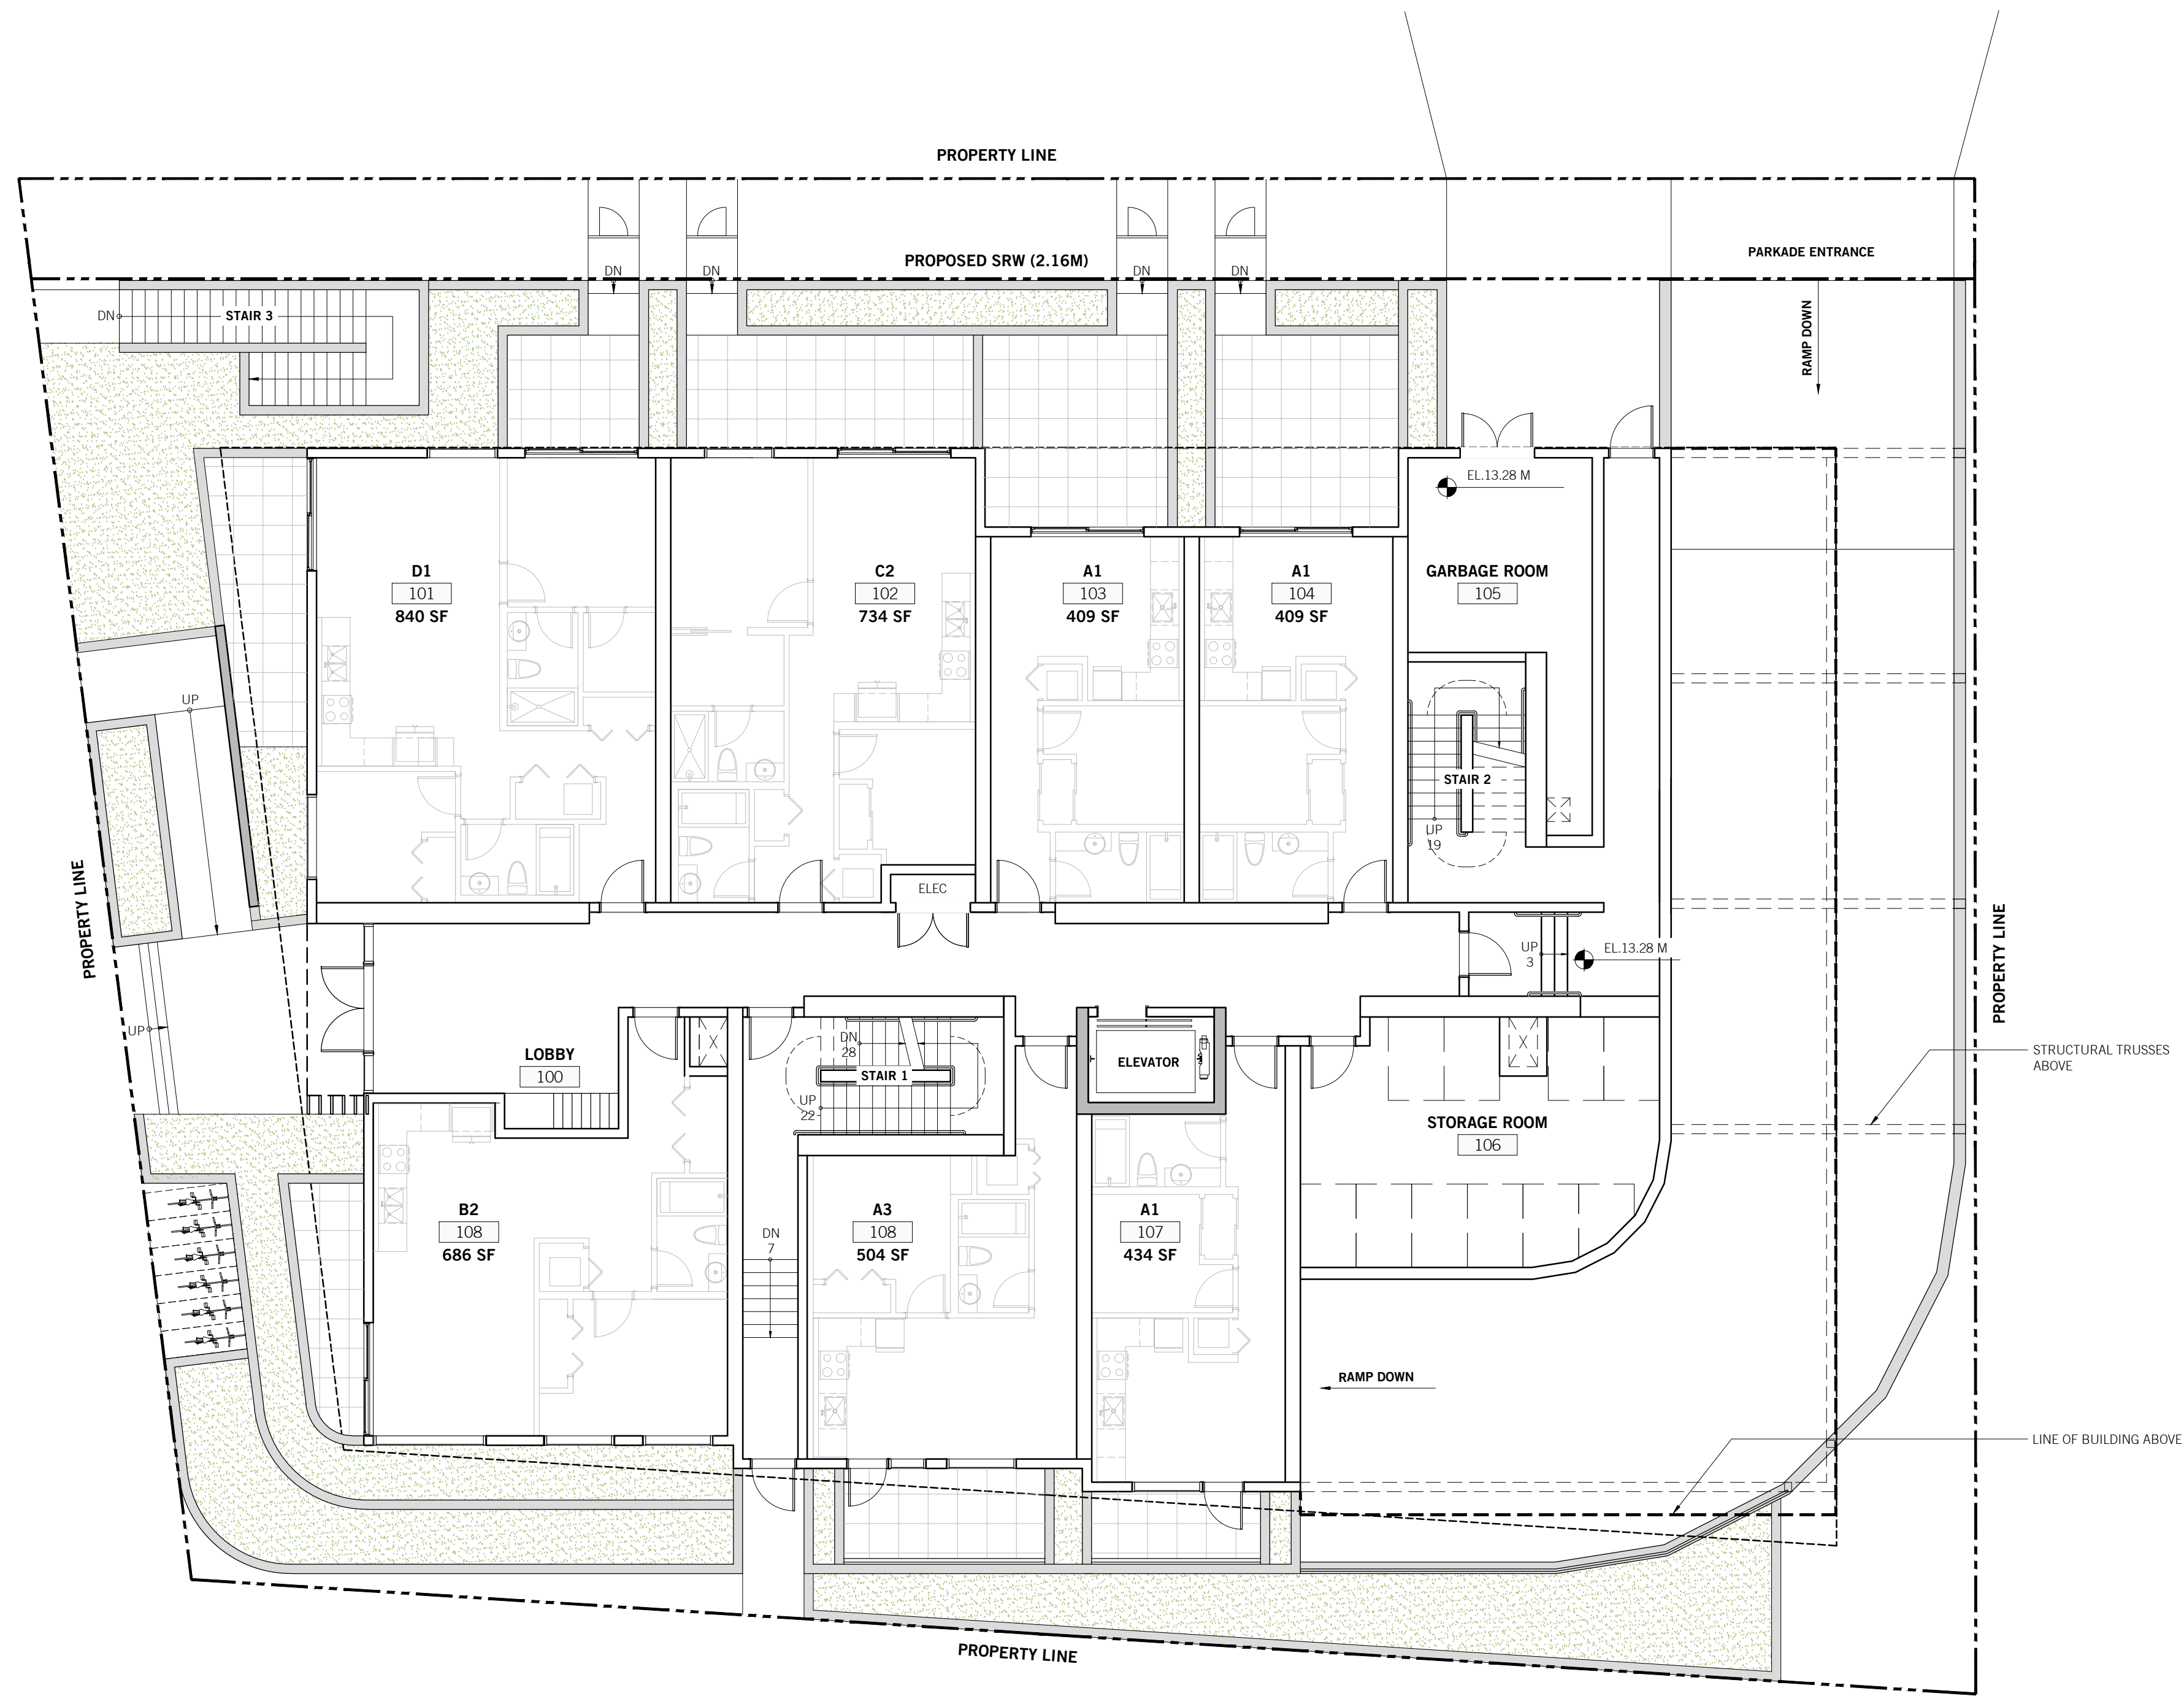 PROPERTY LINE
PROPOSED SRW (2.16M)
PARKADE ENTRANCE
DN
DN
DN
DN
DN
STAIR 3
RAMP DOWN
EL.13.28 M
D1
101
840 SF
C2
102
734 SF
A1
103
409 SF
A1
104
409 SF
GARBAGE ROOM
105
UP
STAIR 2
UP
19
ELEC
PROPERTY LINE
PROPERTY LINE
UP
3
EL.13.28 M
UP
LOBBY
100
DN
28
STAIR 1
UP
22
ELEVATOR
STRUCTURAL TRUSSES
ABOVE
STORAGE ROOM
106
B2
108
686 SF
DN
7
A3
108
504 SF
A1
107
434 SF
RAMP DOWN
LINE OF BUILDING ABOVE
PROPERTY LINE